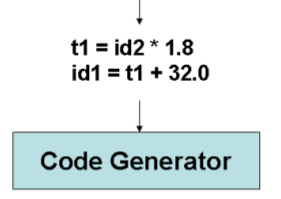 t1 = id2 * 1.8
id1 = t1 + 32.0
Code Generator